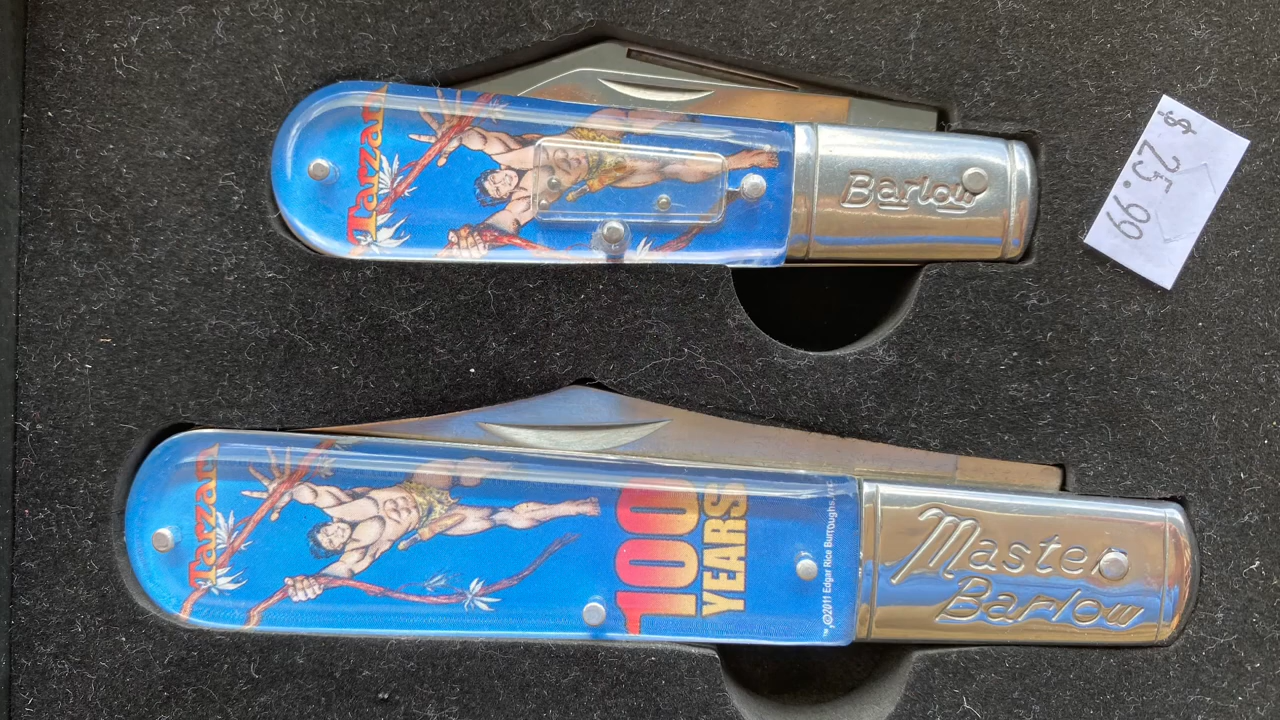 Tarzan
Barlow
$ 25.99
Tarzan
100
YEARS
™,©2011 Edgar Rice Burroughs, Inc.
Master
Barlow